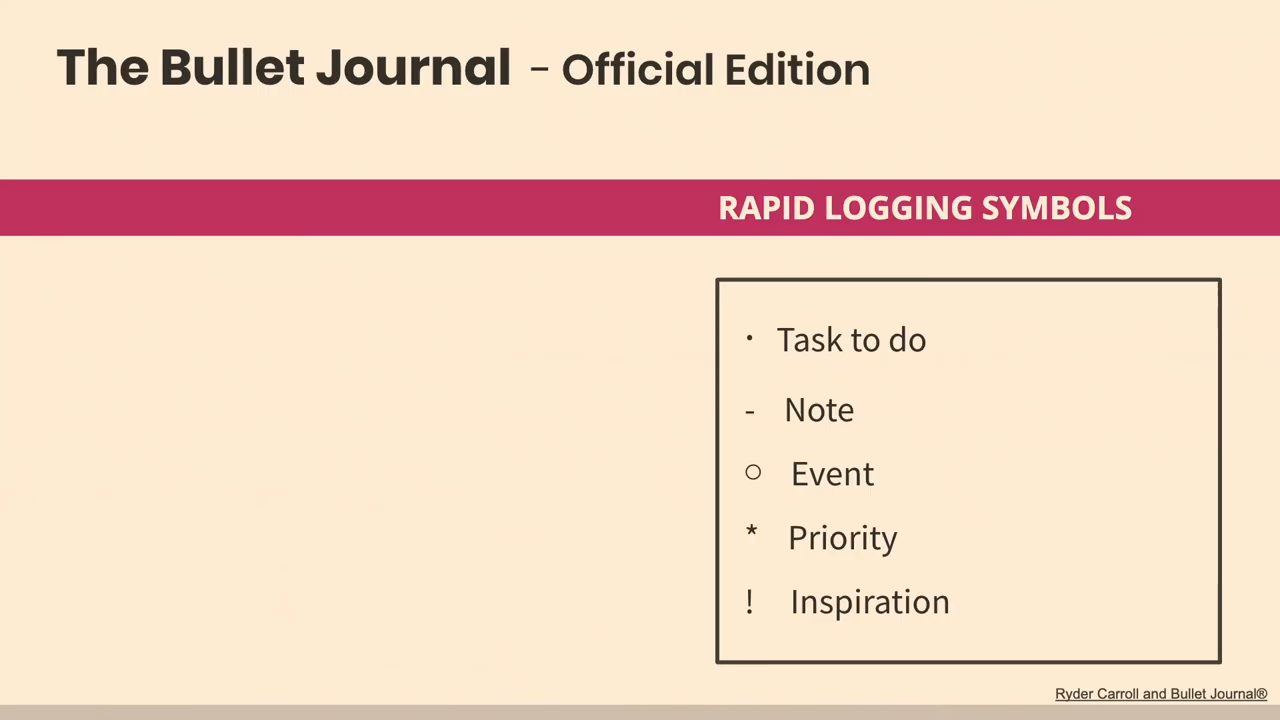 The Bullet Journal - Official Edition
RAPID LOGGING SYMBOLS
· Task to do
- Note
○ Event
* Priority
! Inspiration
Ryder Carroll and Bullet Journal®